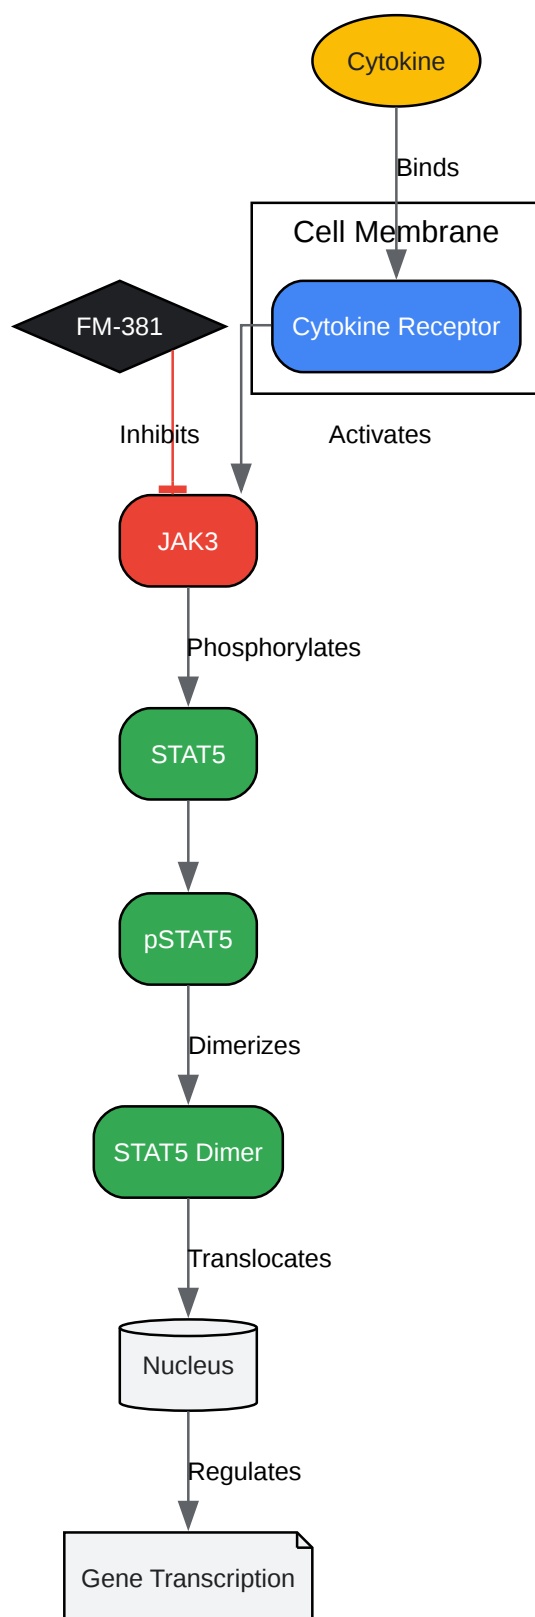 Cytokine
Binds
Cell Membrane
FM-381
Cytokine Receptor
Inhibits
Activates
JAK3
Phosphorylates
STAT5
pSTAT5
Dimerizes
STAT5 Dimer
Translocates
Nucleus
Regulates
Gene Transcription